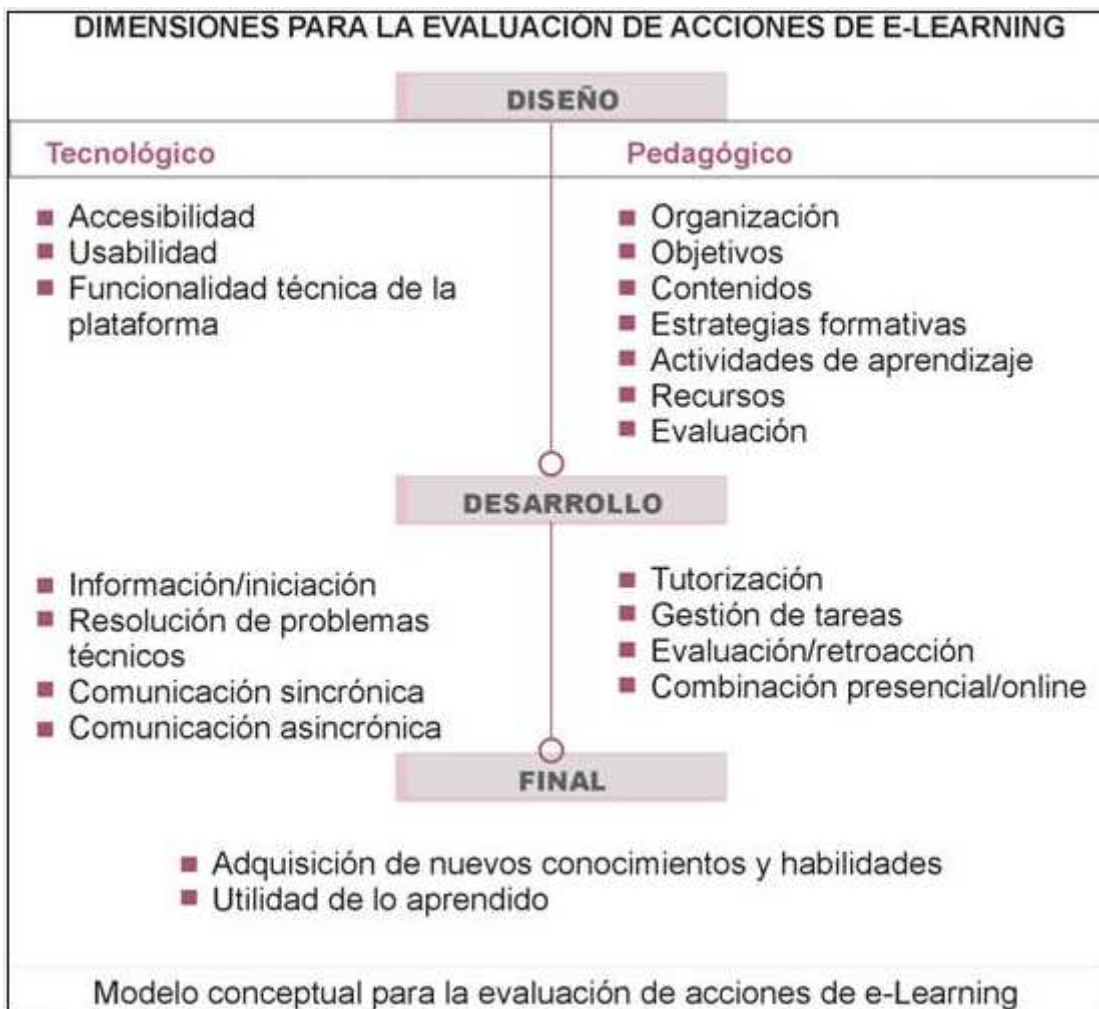 DIMENSIONES PARA LA EVALUACIÓN DE ACCIONES DE E-LEARNING
DISEÑO
Tecnológico
Accesibilidad
Usabilidad
Funcionalidad técnica de la
plataforma
Pedagógico
Organización
Objetivos
Contenidos
Estrategias formativas
Actividades de aprendizaje
Recursos
Evaluación
DESARROLLO
Información/iniciación
Resolución de problemas
técnicos
Comunicación sincrónica
Comunicación asincrónica
Tutorización
Gestión de tareas
Evaluación/retroacción
Combinación presencial/online
FINAL
Adquisición de nuevos conocimientos y habilidades
Utilidad de lo aprendido
Modelo conceptual para la evaluación de acciones de e-Learning